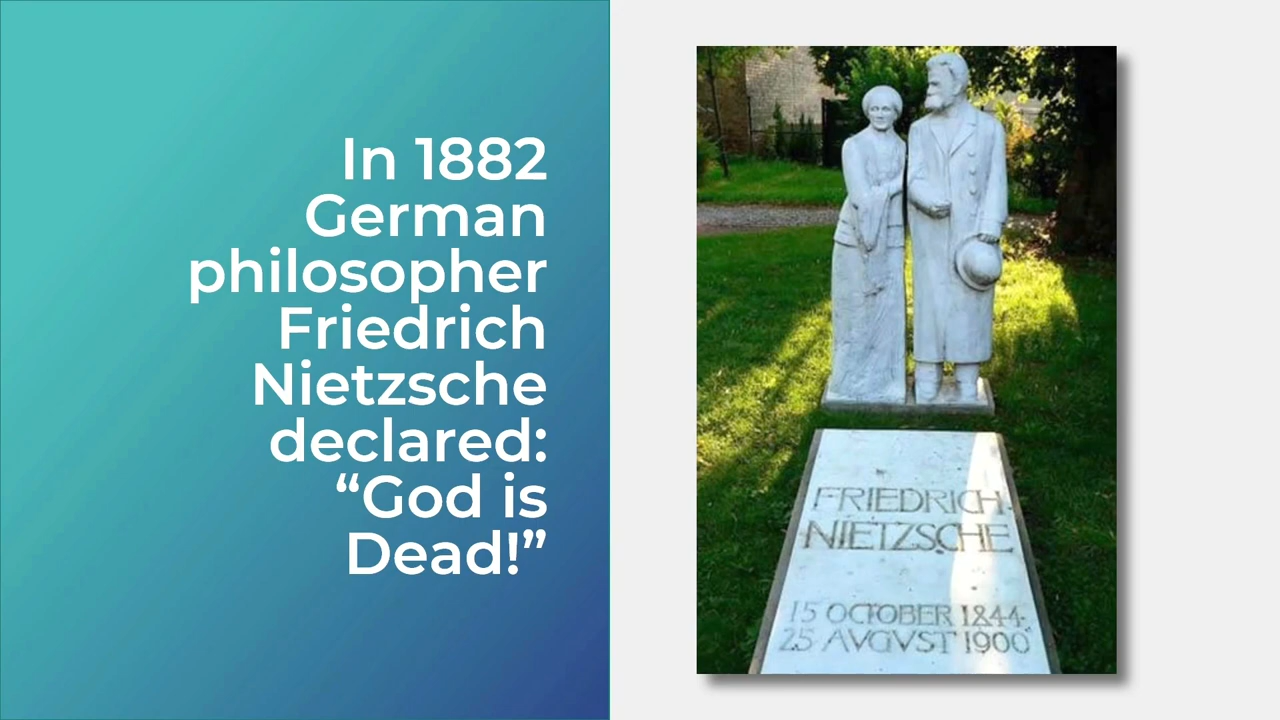 In 1882
German
philosopher
Friedrich
Nietzsche
declared:
“God is
Dead!”
FRIEDRICH
NIETZSCHE
15 OCTOBER 1844-
25 AVGVST 1900